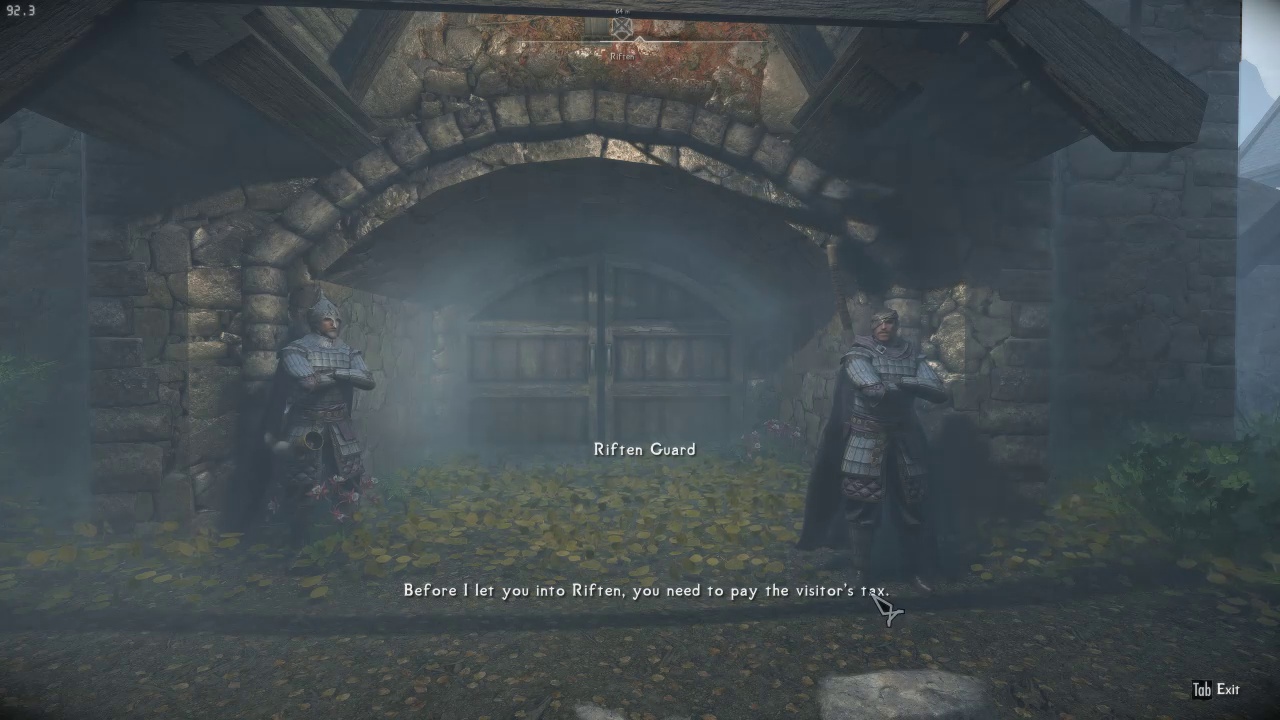 92.3
64 m
Riften
Riften Guard
Before I let you into Riften, you need to pay the visitor's tax.
Tab Exit